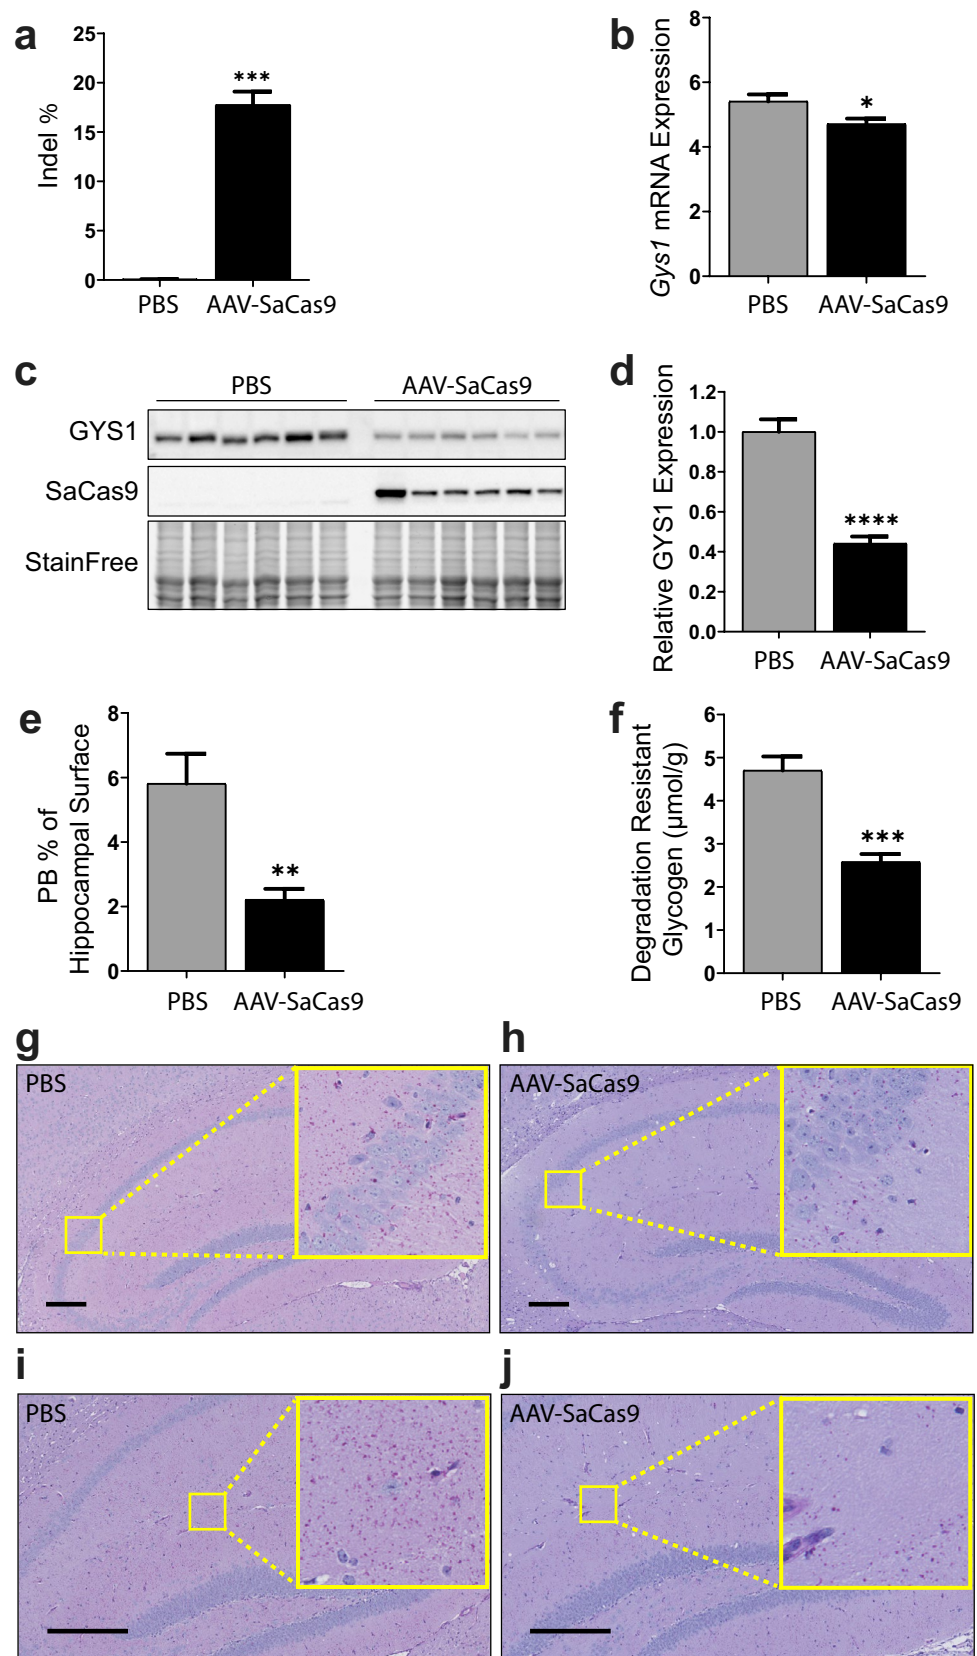 a
25
20
15
10
5
0
Indel %
***
PBS
AAV-SaCas9
b
8
6
4
2
0
Gys1 mRNA Expression
*
PBS
AAV-SaCas9
c
PBS
AAV-SaCas9
GYS1
SaCas9
StainFree
d
1.2
1.0
0.8
0.6
0.4
0.2
0.0
Relative GYS1 Expression
****
PBS
AAV-SaCas9
e
8
6
4
2
0
PB % of
Hippocampal Surface
**
PBS
AAV-SaCas9
f
6
5
4
3
2
1
0
Degradation Resistant
Glycogen (µmol/g)
***
PBS
AAV-SaCas9
g
PBS
h
AAV-SaCas9
i
PBS
j
AAV-SaCas9